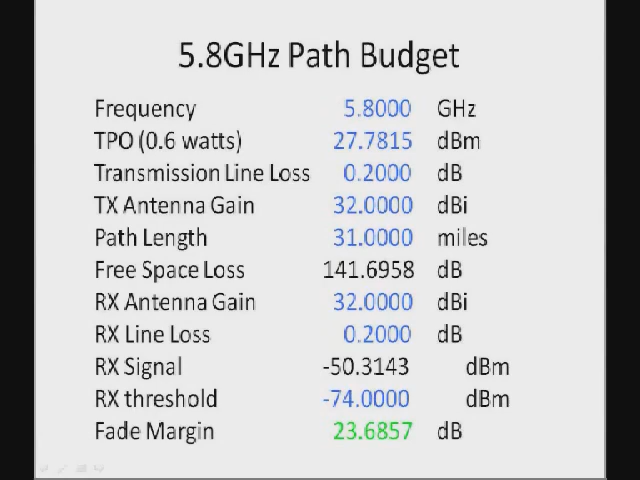 5.8GHz Path Budget
Frequency 5.8000 GHz
TPO (0.6 watts) 27.7815 dBm
Transmission Line Loss 0.2000 dB
TX Antenna Gain 32.0000 dBi
Path Length 31.0000 miles
Free Space Loss 141.6958 dB
RX Antenna Gain 32.0000 dBi
RX Line Loss 0.2000 dB
RX Signal -50.3143 dBm
RX threshold -74.0000 dBm
Fade Margin 23.6857 dB